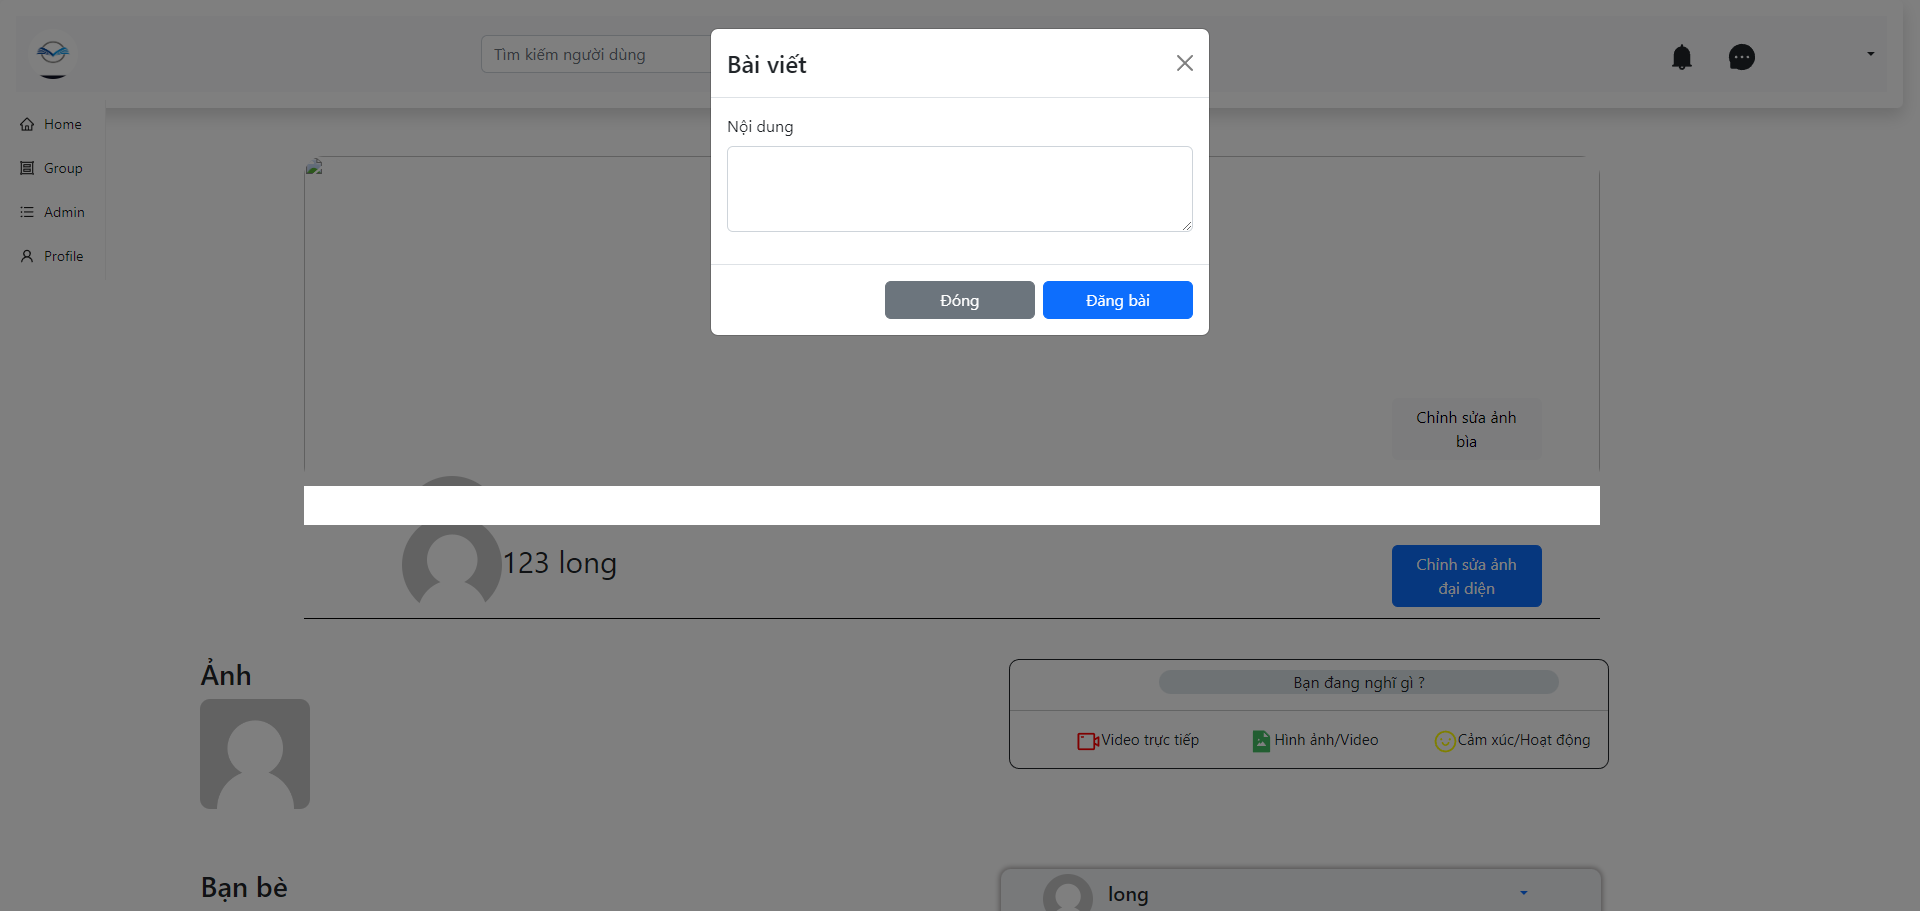 Tìm kiếm người dùng
Bài viết
Nội dung
Đóng
Đăng bài
Home
Group
Admin
Profile
Chỉnh sửa ảnh
bìa
123 long
Chỉnh sửa ảnh
đại diện
Ảnh
Bạn đang nghĩ gì ?
Video trực tiếp
Hình ảnh/Video
Cảm xúc/Hoạt động
Bạn bè
long